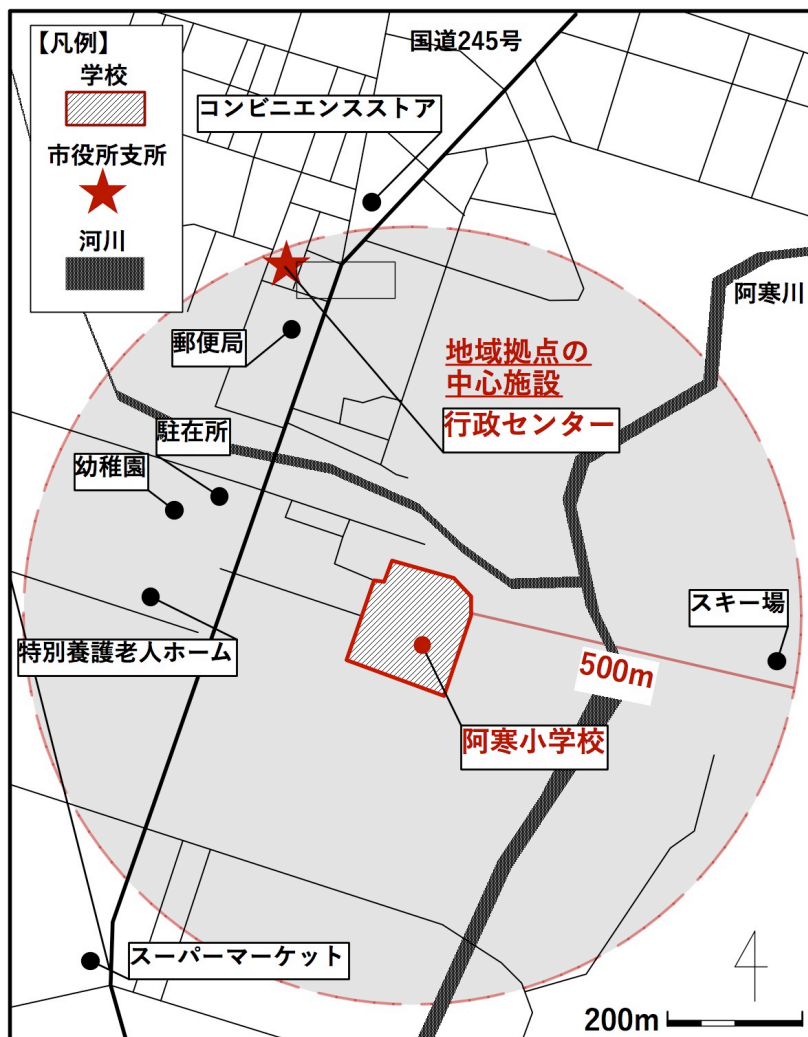 【凡例】
学校
市役所支所
河川
国道245号
コンビニエンスストア
阿寒川
郵便局
地域拠点の
中心施設
行政センター
駐在所
幼稚園
スキー場
特別養護老人ホーム
500m
阿寒小学校
スーパーマーケット
4
200m